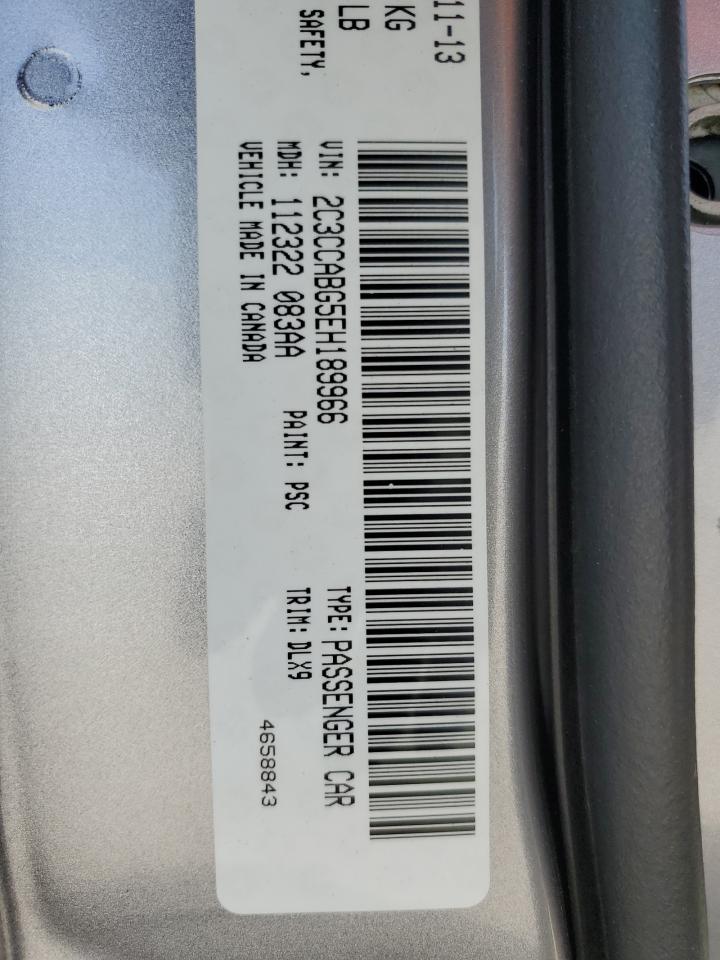 11-13
KG
LB
SAFETY,
VIN: 2C3CCABG5EH189966 TYPE: PASSENGER CAR
MDH: 112322 083AA PAINT: PSC TRIM: DLX9
VEHICLE MADE IN CANADA 4658843